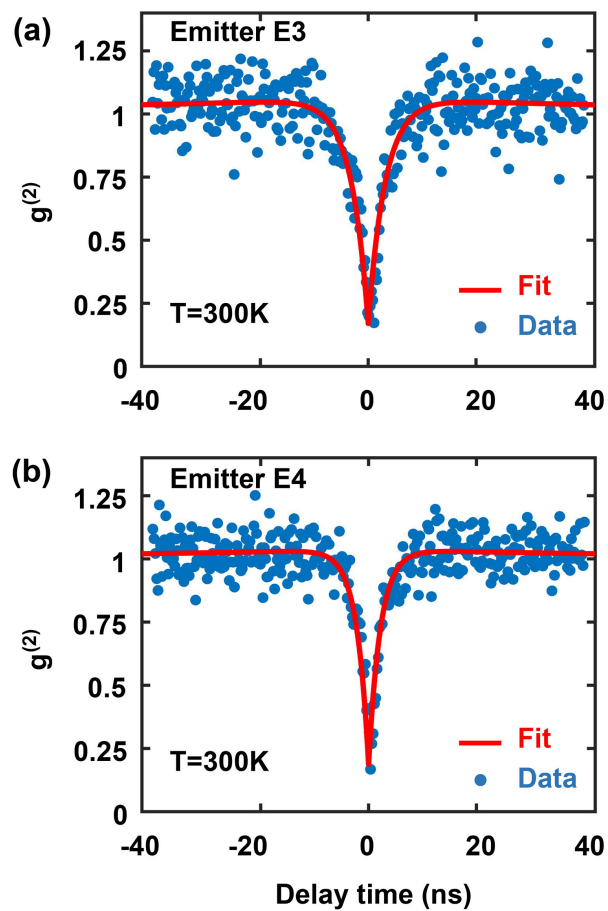 (a)
Emitter E3
1.25
1
0.75
0.5
0.25
0
g(2)
T=300K
Fit
Data
-40 -20 0 20 40
(b)
Emitter E4
1.25
1
0.75
0.5
0.25
0
g(2)
T=300K
Fit
Data
-40 -20 0 20 40
Delay time (ns)